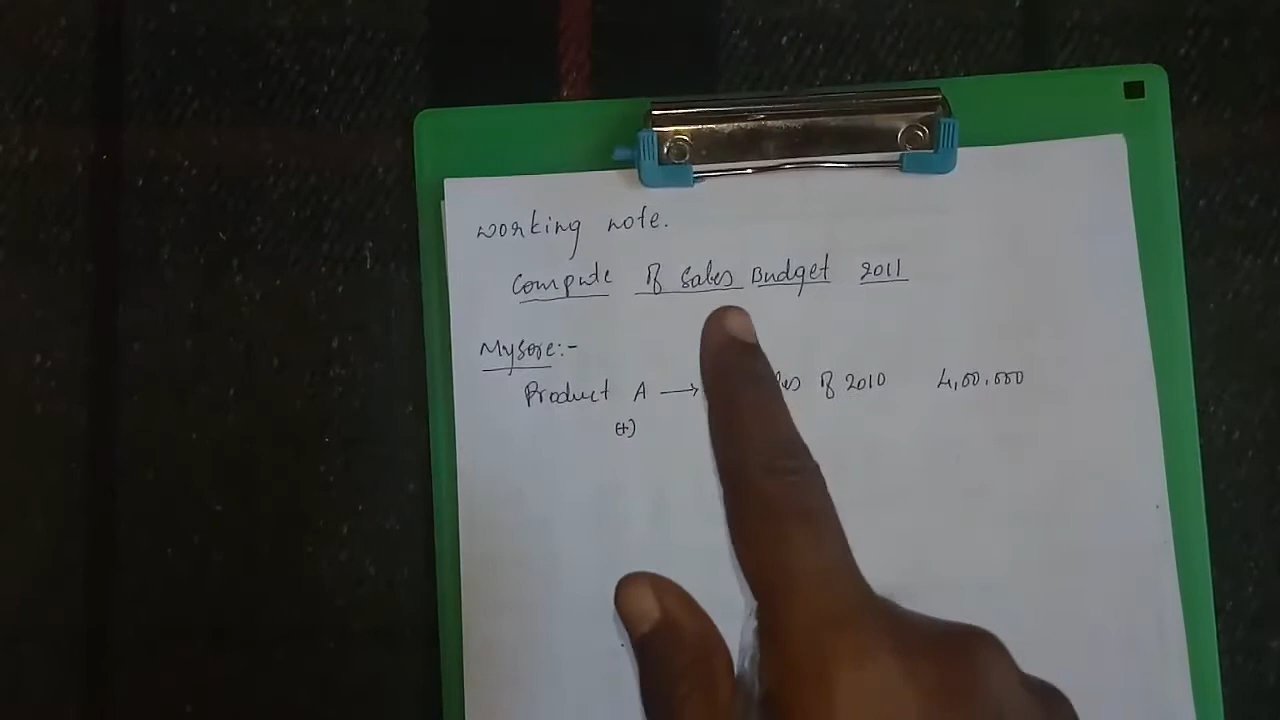 working note.
Compute of Sales Budget 2011
Mysore:-
Product A → of 2010 4,00,000
(+)